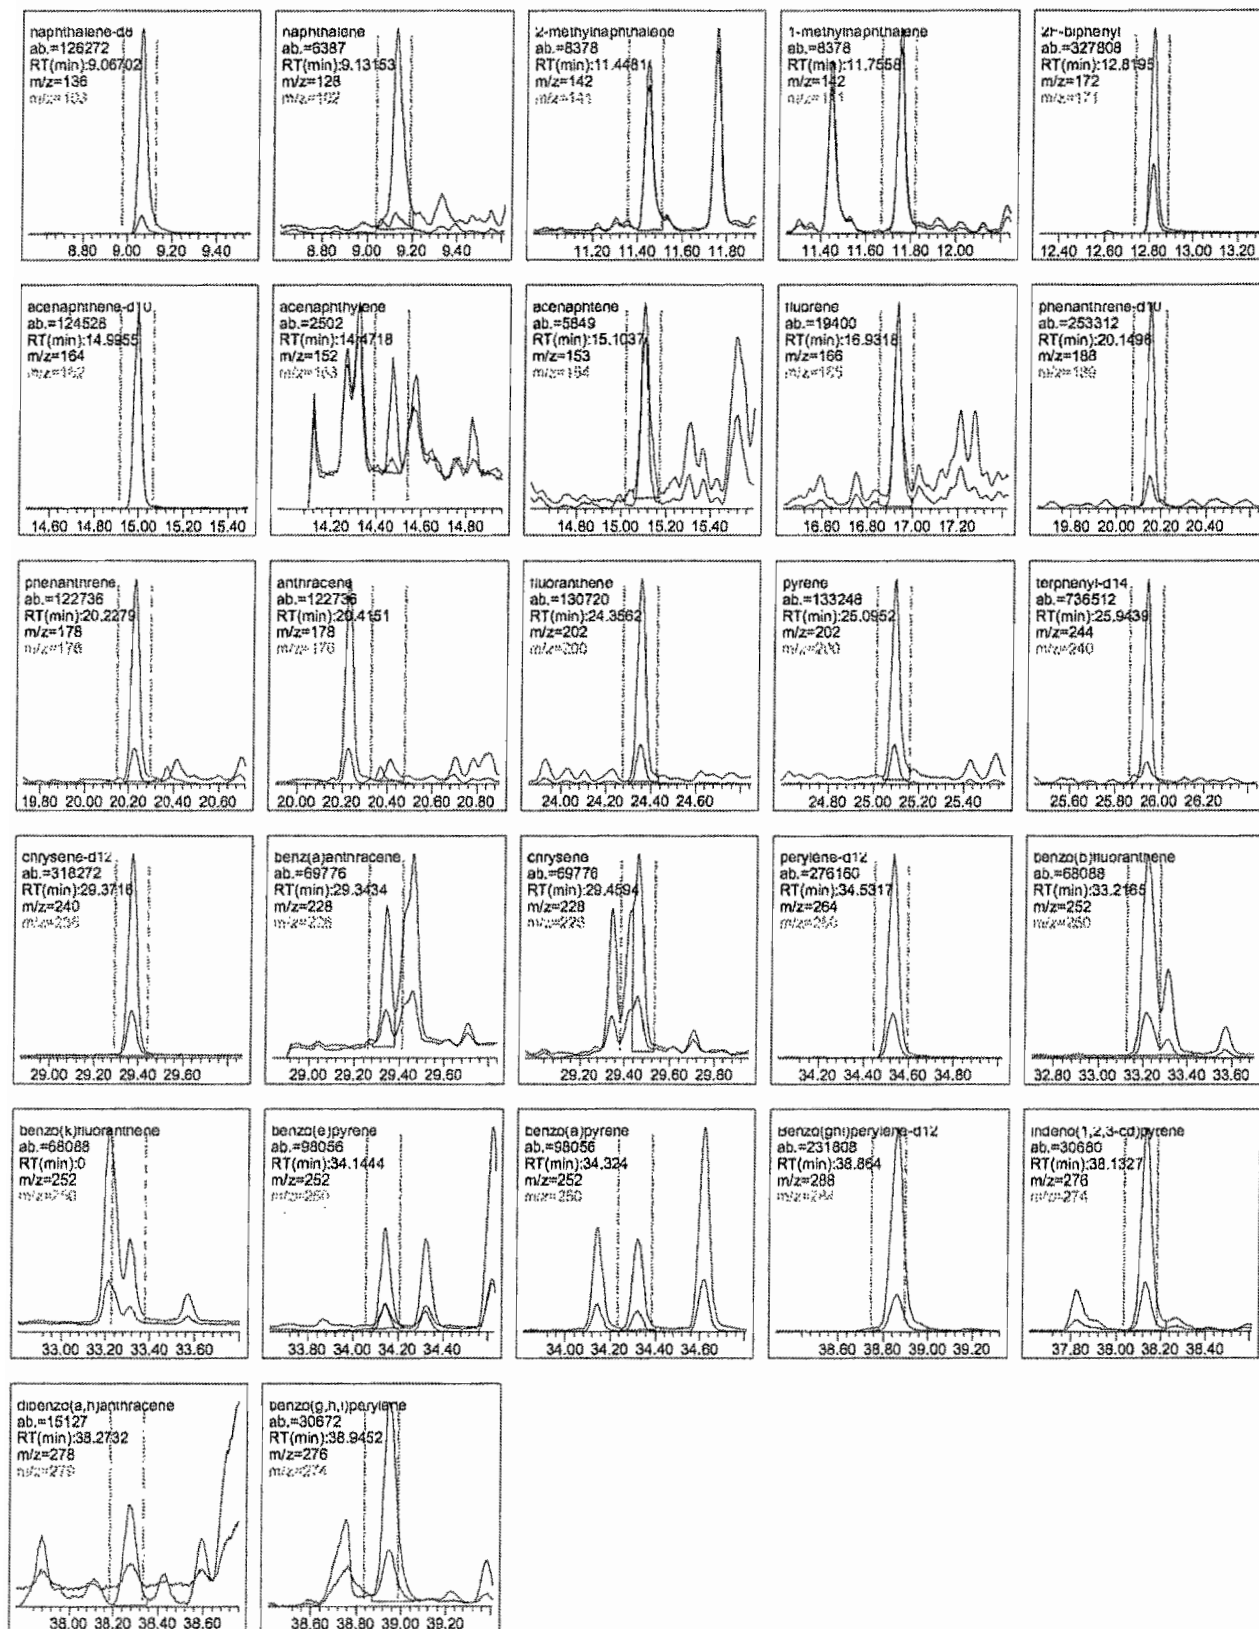 naphthalene-d8
ab.=126272
RT(min):9.06702
m/z=136
8.80 9.00 9.20 9.40
naphthalene
ab.=6387
RT(min):9.13153
m/z=128
m/z=102
8.80 9.00 9.20 9.40
2-methylnaphthalene
ab.=8378
RT(min):11.4481
m/z=142
m/z=141
11.20 11.40 11.60 11.80
1-methylnaphthalene
ab.=8378
RT(min):11.7558
m/z=142
11.40 11.60 11.80 12.00
2F-biphenyl
ab.=327808
RT(min):12.8195
m/z=172
m/z=171
12.40 12.60 12.80 13.00 13.20
acenaphthene-d10
ab.=124528
RT(min):14.9955
m/z=164
m/z=162
14.60 14.80 15.00 15.20 15.40
acenaphthylene
ab.=2502
RT(min):14.4718
m/z=152
m/z=153
14.20 14.40 14.60 14.80
acenaphtene
ab.=5849
RT(min):15.1037
m/z=153
m/z=154
14.80 15.00 15.20 15.40
fluorene
ab.=19400
RT(min):16.9318
m/z=166
m/z=165
16.60 16.80 17.00 17.20
phenanthrene-d10
ab.=253312
RT(min):20.1496
m/z=188
m/z=189
19.80 20.00 20.20 20.40
phenanthrene
ab.=122736
RT(min):20.2279
m/z=178
m/z=176
19.80 20.00 20.20 20.40 20.60
anthracene
ab.=122736
RT(min):20.4151
m/z=178
m/z=176
20.00 20.20 20.40 20.60 20.80
fluoranthene
ab.=130720
RT(min):24.3562
m/z=202
m/z=200
24.00 24.20 24.40 24.60
pyrene
ab.=133248
RT(min):25.0952
m/z=202
m/z=200
24.80 25.00 25.20 25.40
terphenyl-d14
ab.=736512
RT(min):25.9439
m/z=244
m/z=240
25.60 25.80 26.00 26.20
chrysene-d12
ab.=318272
RT(min):29.3716
m/z=240
m/z=236
29.00 29.20 29.40 29.60
benz(a)anthracene
ab.=69776
RT(min):29.3434
m/z=228
29.00 29.20 29.40 29.60
chrysene
ab.=69776
RT(min):29.4594
m/z=228
29.20 29.40 29.60 29.80
perylene-d12
ab.=276160
RT(min):34.5317
m/z=264
m/z=260
34.20 34.40 34.60 34.80
benzo(b)fluoranthene
ab.=68088
RT(min):33.2165
m/z=252
m/z=250
32.80 33.00 33.20 33.40 33.60
benzo(k)fluoranthene
ab.=68088
RT(min):0
m/z=252
m/z=250
33.00 33.20 33.40 33.60
benzo(e)pyrene
ab.=98056
RT(min):34.1444
m/z=252
m/z=250
33.80 34.00 34.20 34.40
benzo(a)pyrene
ab.=98056
RT(min):34.324
m/z=252
m/z=250
34.00 34.20 34.40 34.60
Benzo(ghi)perylene-d12
ab.=231808
RT(min):38.864
m/z=288
m/z=284
38.60 38.80 39.00 39.20
indeno(1,2,3-cd)pyrene
ab.=30680
RT(min):38.1327
m/z=276
m/z=274
37.80 38.00 38.20 38.40
dibenzo(a,h)anthracene
ab.=15127
RT(min):38.2732
m/z=278
m/z=279
38.00 38.20 38.40 38.60
benzo(g,h,i)perylene
ab.=30672
RT(min):38.9452
m/z=276
m/z=274
38.60 38.80 39.00 39.20